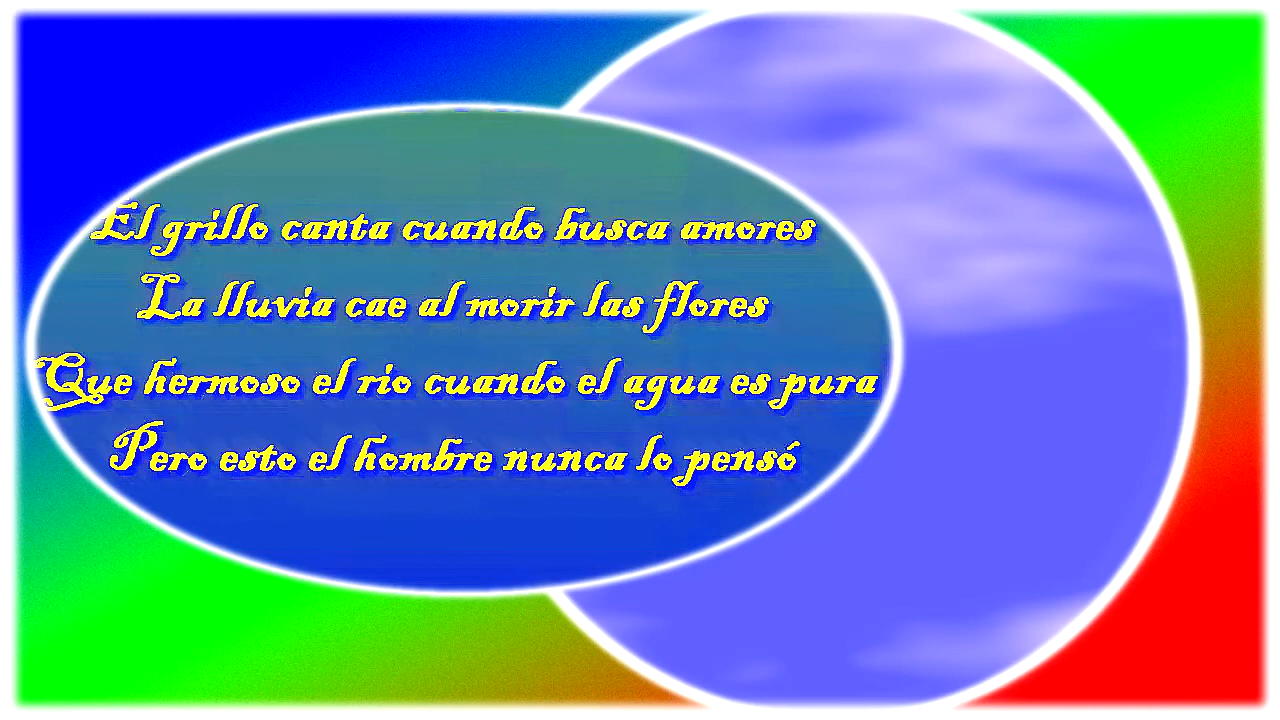 El grillo canta cuando busca amores
La lluvia cae al morir las flores
Que hermoso el rio cuando el agua es pura
Pero esto el hombre nunca lo pensó